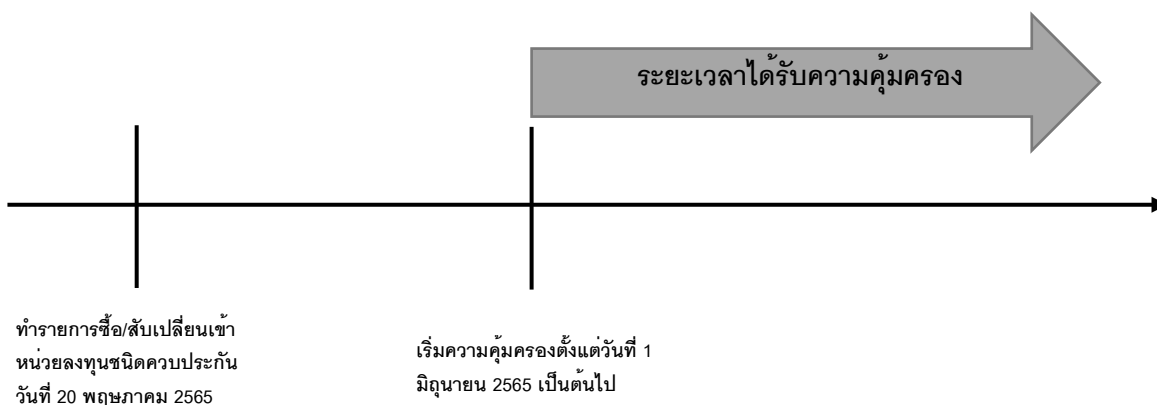 ระยะเวลาได้รับความคุ้มครอง
ทำรายการซื้อ/สับเปลี่ยนเข้า
หน่วยลงทุนชนิดควบประกัน
วันที่ 20 พฤษภาคม 2565
เริ่มความคุ้มครองตั้งแต่วันที่ 1
มิถุนายน 2565 เป็นต้นไป